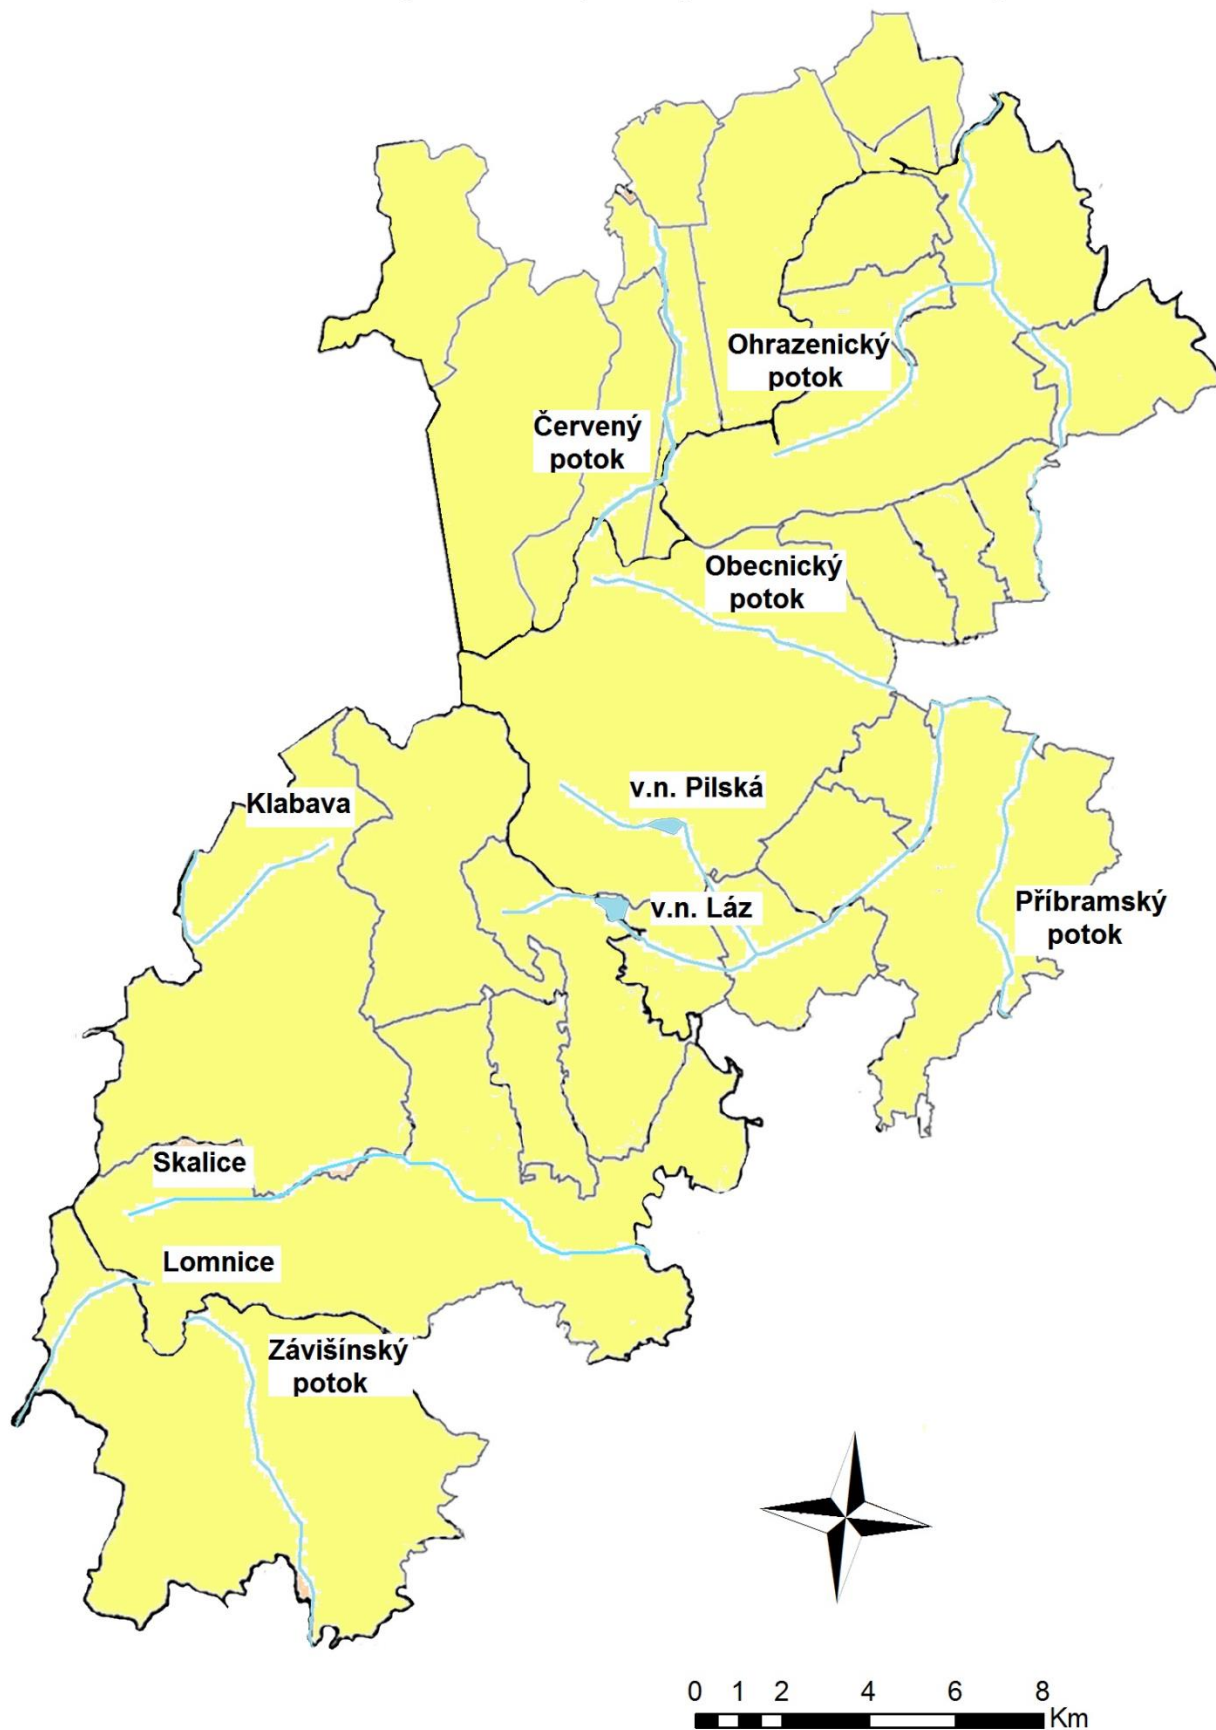 Ohrazenický
potok
Červený
potok
Obecnický
potok
v.n. Pilská
Klabava
v.n. Láz
Příbramský
potok
Skalice
Lomnice
Závišínský
potok
0 1 2 4 6 8
Km